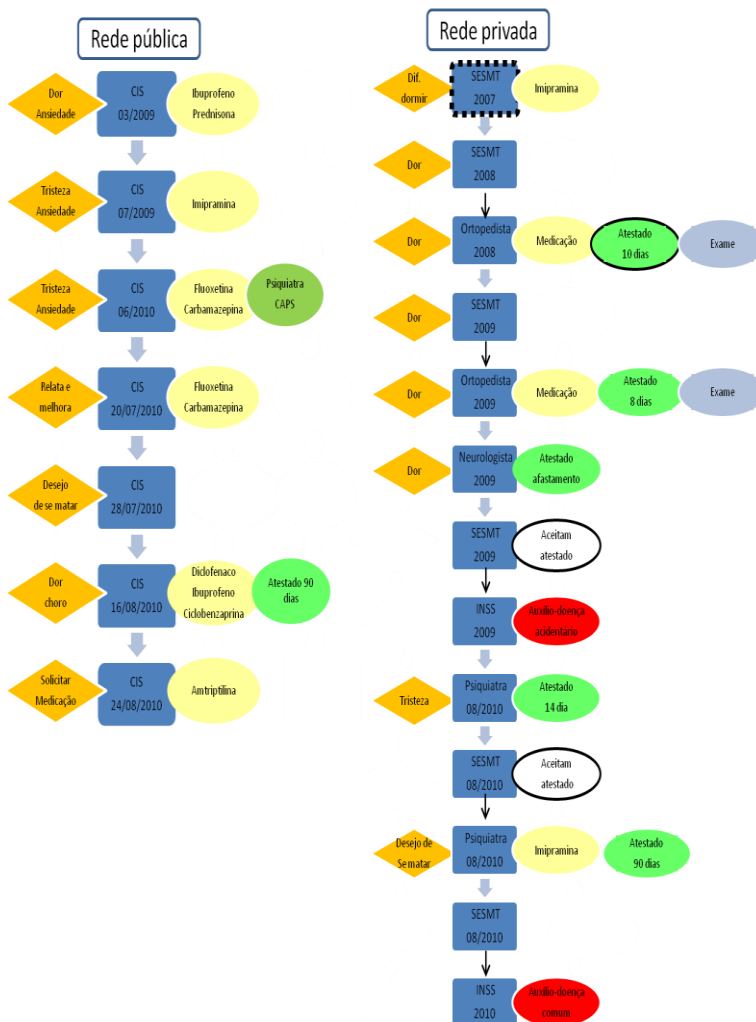 Rede pública
Dor
Ansiedade
CIS
03/2009
Ibuprofeno
Prednisona
Tristeza
Ansiedade
CIS
07/2009
Imipramina
Tristeza
Ansiedade
CIS
06/2010
Fluoxetina
Carbamazepina
Psiquiatra
CAPS
Relata e
melhora
CIS
20/07/2010
Fluoxetina
Carbamazepina
Desejo
de se matar
CIS
28/07/2010
Dor
choro
CIS
16/08/2010
Diclofenaco
Ibuprofeno
Ciclobenzaprina
Atestado 90
dias
Solicitar
Medicação
CIS
24/08/2010
Amtriptilina
Rede privada
Dif.
dormir
SESMT
2007
Imipramina
Dor
SESMT
2008
Dor
Ortopedista
2008
Medicação
Atestado
10 dias
Exame
Dor
SESMT
2009
Dor
Ortopedista
2009
Medicação
Atestado
8 dias
Exame
Dor
Neurologista
2009
Atestado
afastamento
SESMT
2009
Aceitam
atestado
INSS
2009
Auxílio-doença
acidentário
Tristeza
Psiquiatra
08/2010
Atestado
14 dia
SESMT
08/2010
Aceitam
atestado
Desejo de
Se matar
Psiquiatra
08/2010
Imipramina
Atestado
90 dias
SESMT
08/2010
INSS
2010
Auxílio-doença
comum